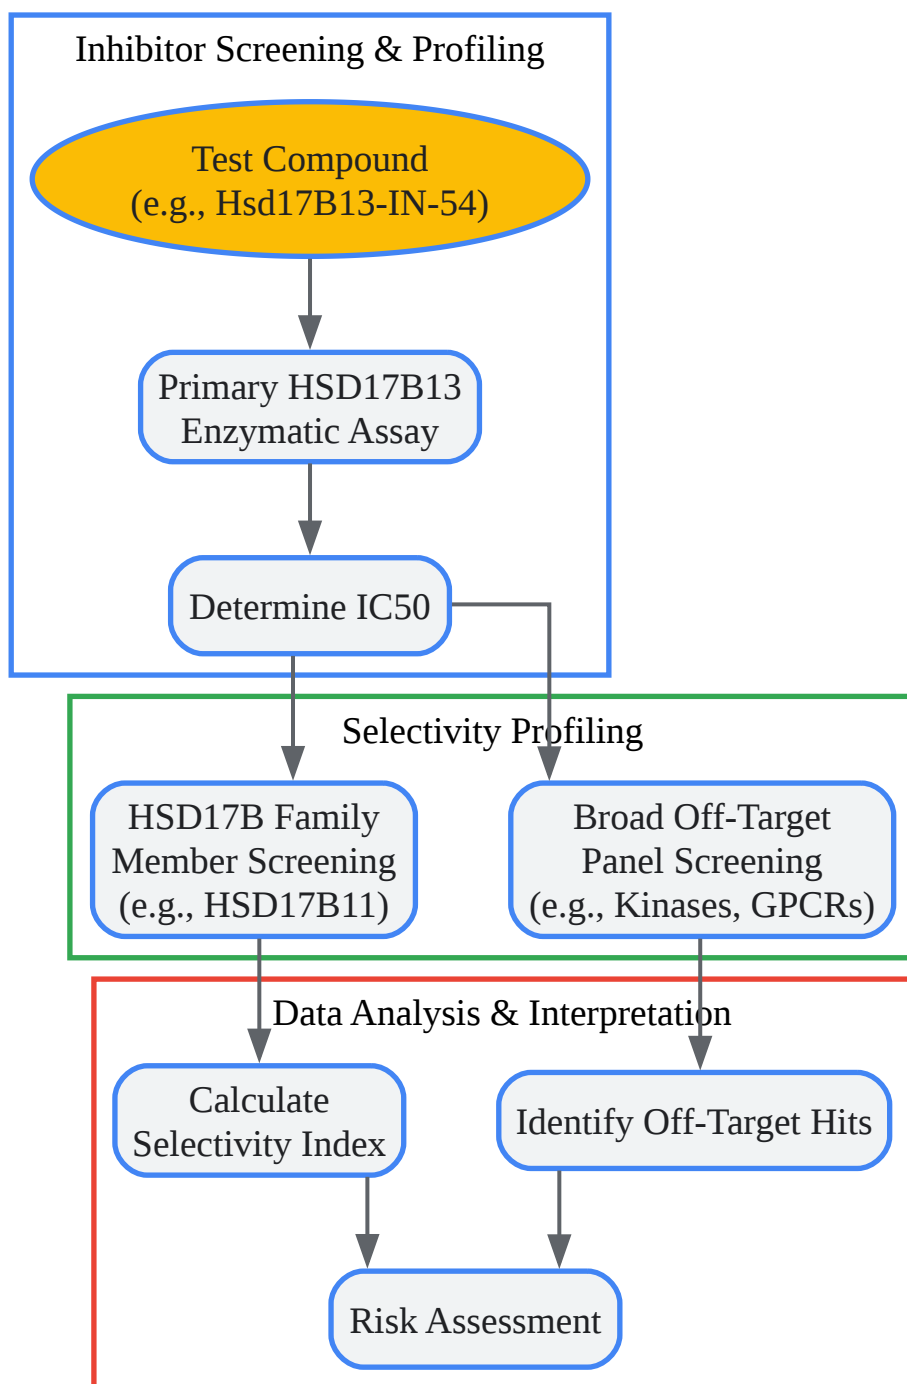 Inhibitor Screening & Profiling
Test Compound
(e.g., Hsd17B13-IN-54)
Primary HSD17B13
Enzymatic Assay
Determine IC50
Selectivity Profiling
HSD17B Family
Member Screening
(e.g., HSD17B11)
Broad Off-Target
Panel Screening
(e.g., Kinases, GPCRs)
Data Analysis & Interpretation
Calculate
Selectivity Index
Identify Off-Target Hits
Risk Assessment